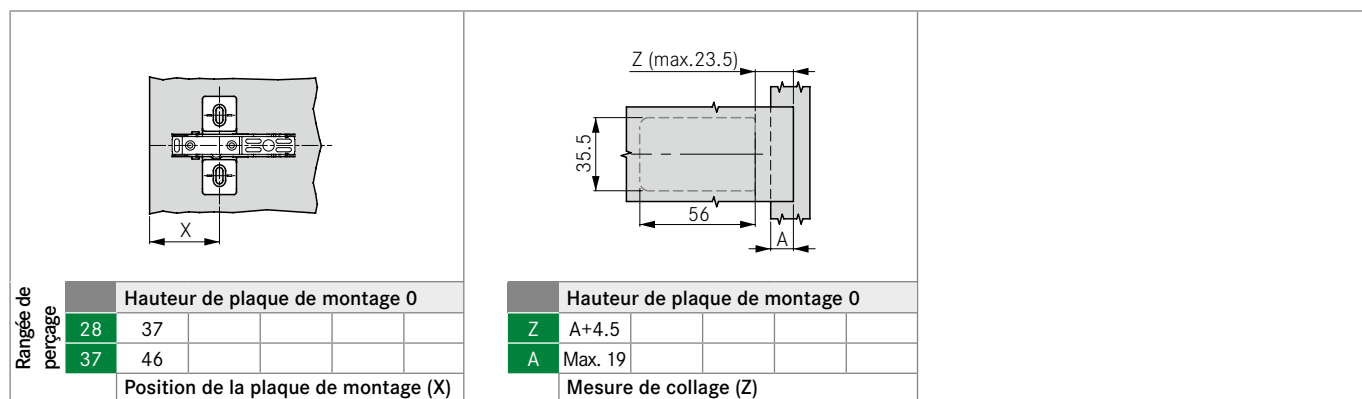 X
Z (max.23.5)
35.5
56
A
Rangée de
perçage
Hauteur de plaque de montage 0
28 37
37 46
Position de la plaque de montage (X)
Hauteur de plaque de montage 0
Z A+4.5
A Max. 19
Mesure de collage (Z)